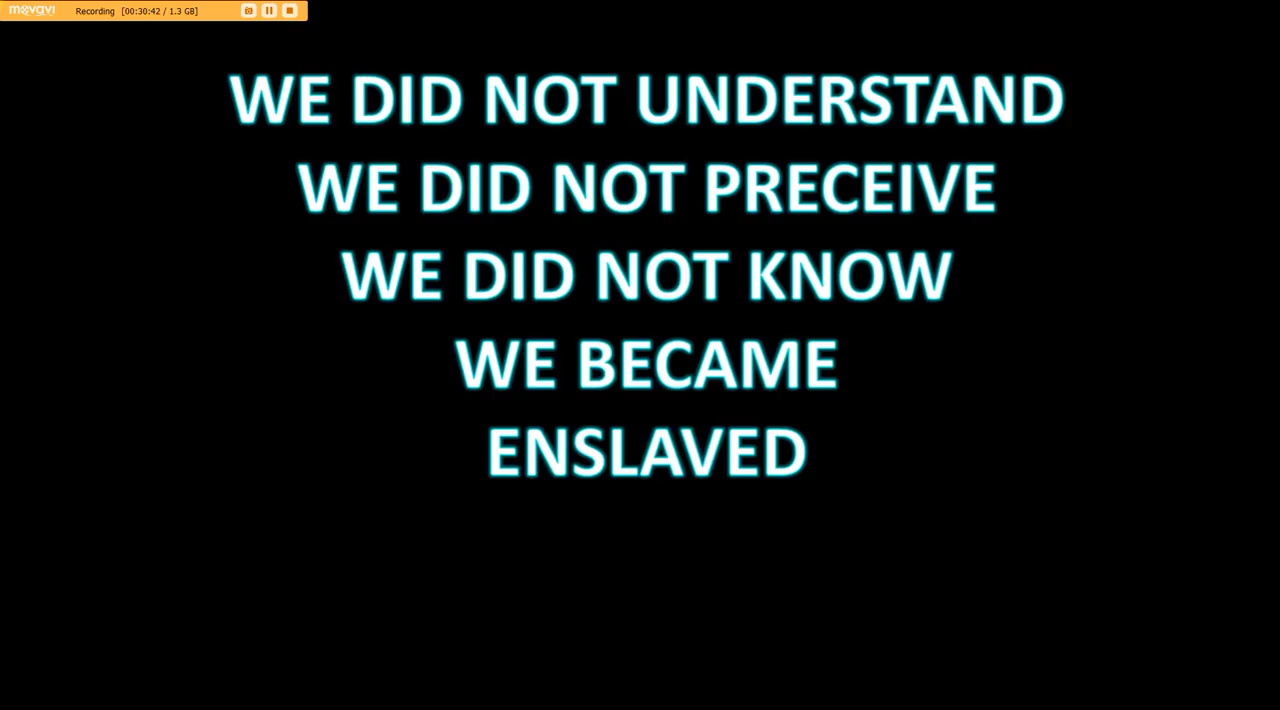 movavi Recording [00:30:42 / 1.3 GB]
WE DID NOT UNDERSTAND
WE DID NOT PRECEIVE
WE DID NOT KNOW
WE BECAME
ENSLAVED